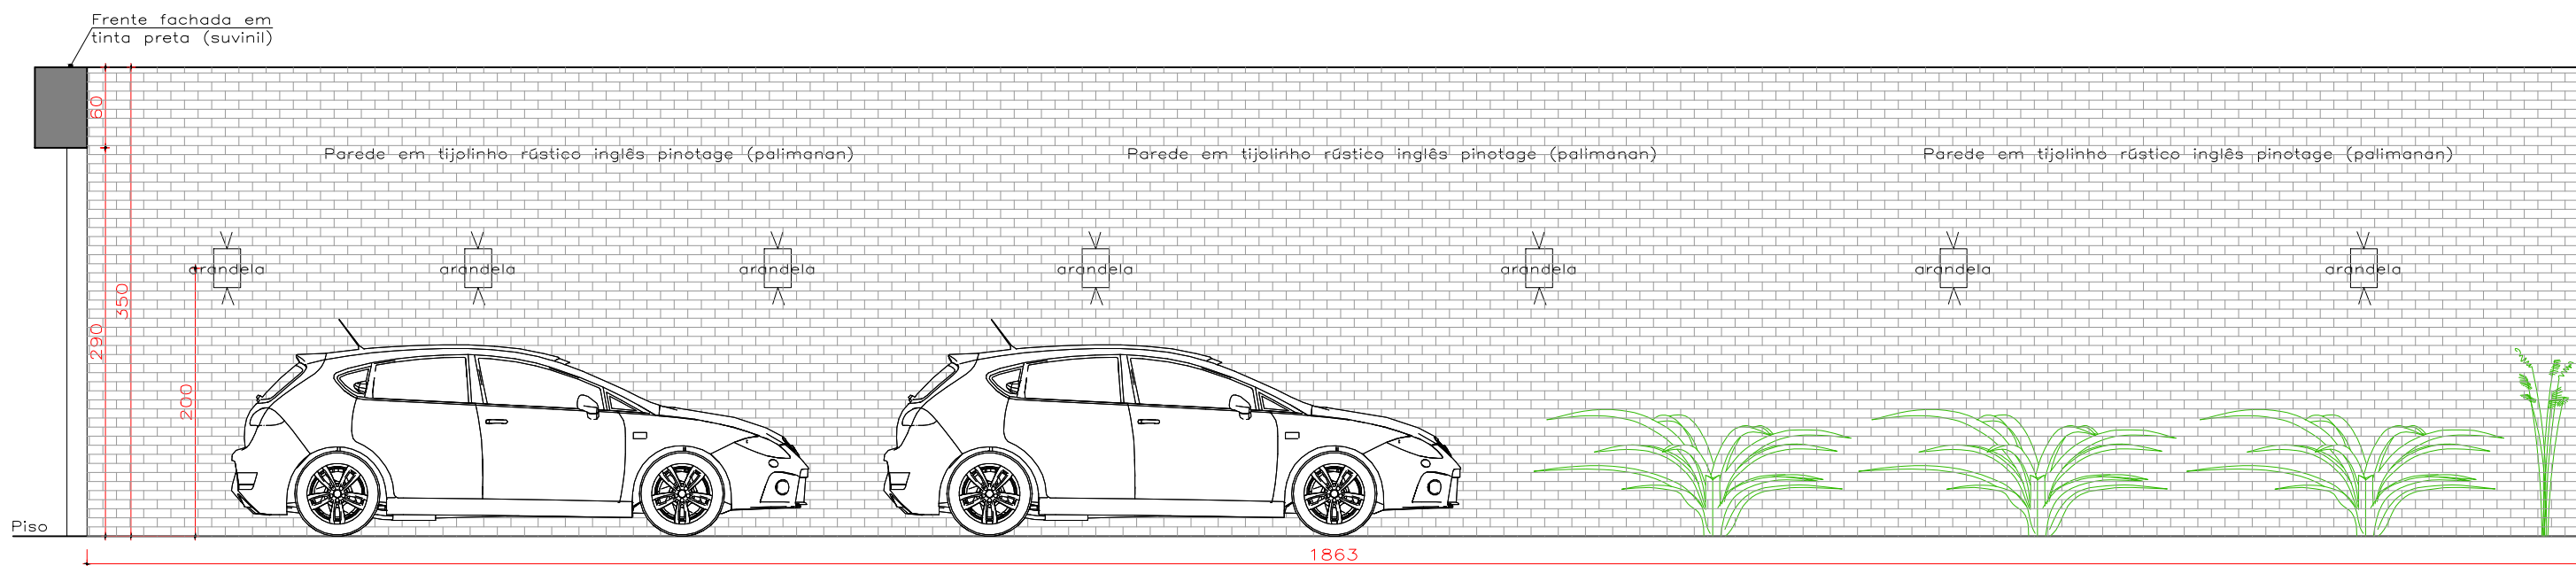 Frente fachada em
tinta preta (suvinil)
60
Parede em tijolinho rústico inglês pinotage (palimanan)
Parede em tijolinho rústico inglês pinotage (palimanan)
Parede em tijolinho rústico inglês pinotage (palimanan)
arandela
arandela
arandela
arandela
arandela
arandela
arandela
350
290
200
Piso
1863